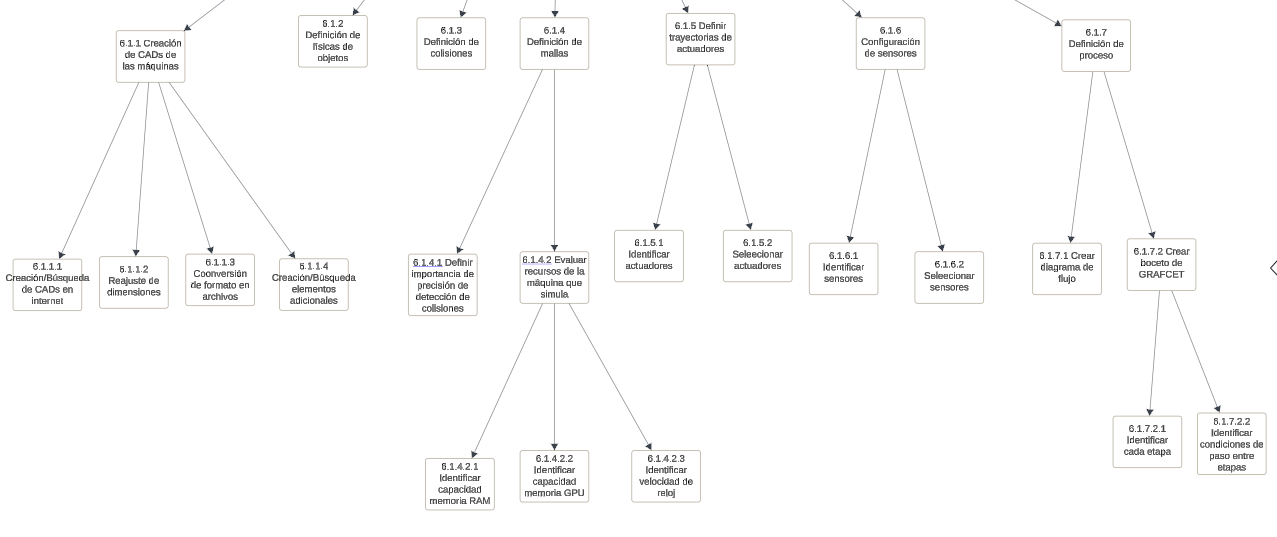 6.1.1 Creación
de CADs de
las máquinas
6.1.2
Definición de
físicas de
objetos
6.1.3
Definición de
colisiones
6.1.4
Definición de
mallas
6.1.5 Definir
trayectorias de
actuadores
6.1.6
Configuración
de sensores
6.1.7
Definición de
proceso
6.1.1.1
Creación/Búsqueda
de CADs en
internet
6.1.1.2
Reajuste de
dimensiones
6.1.1.3
Coonversión
de formato en
archivos
6.1.1.4
Creación/Búsqueda
elementos
adicionales
6.1.4.1 Definir
importancia de
precisión de
detección de
colisiones
6.1.4.2 Evaluar
recursos de la
máquina que
simula
6.1.5.1
Identificar
actuadores
6.1.5.2
Seleecionar
actuadores
6.1.6.1
Identificar
sensores
6.1.6.2
Seleecionar
sensores
6.1.7.1 Crear
diagrama de
flujo
6.1.7.2 Crear
boceto de
GRAFCET
6.1.4.2.1
Identificar
capacidad
memoria RAM
6.1.4.2.2
Identificar
capacidad
memoria GPU
6.1.4.2.3
Identificar
velocidad de
reloj
6.1.7.2.1
Identificar
cada etapa
6.1.7.2.2
Identificar
condiciones de
paso entre
etapas